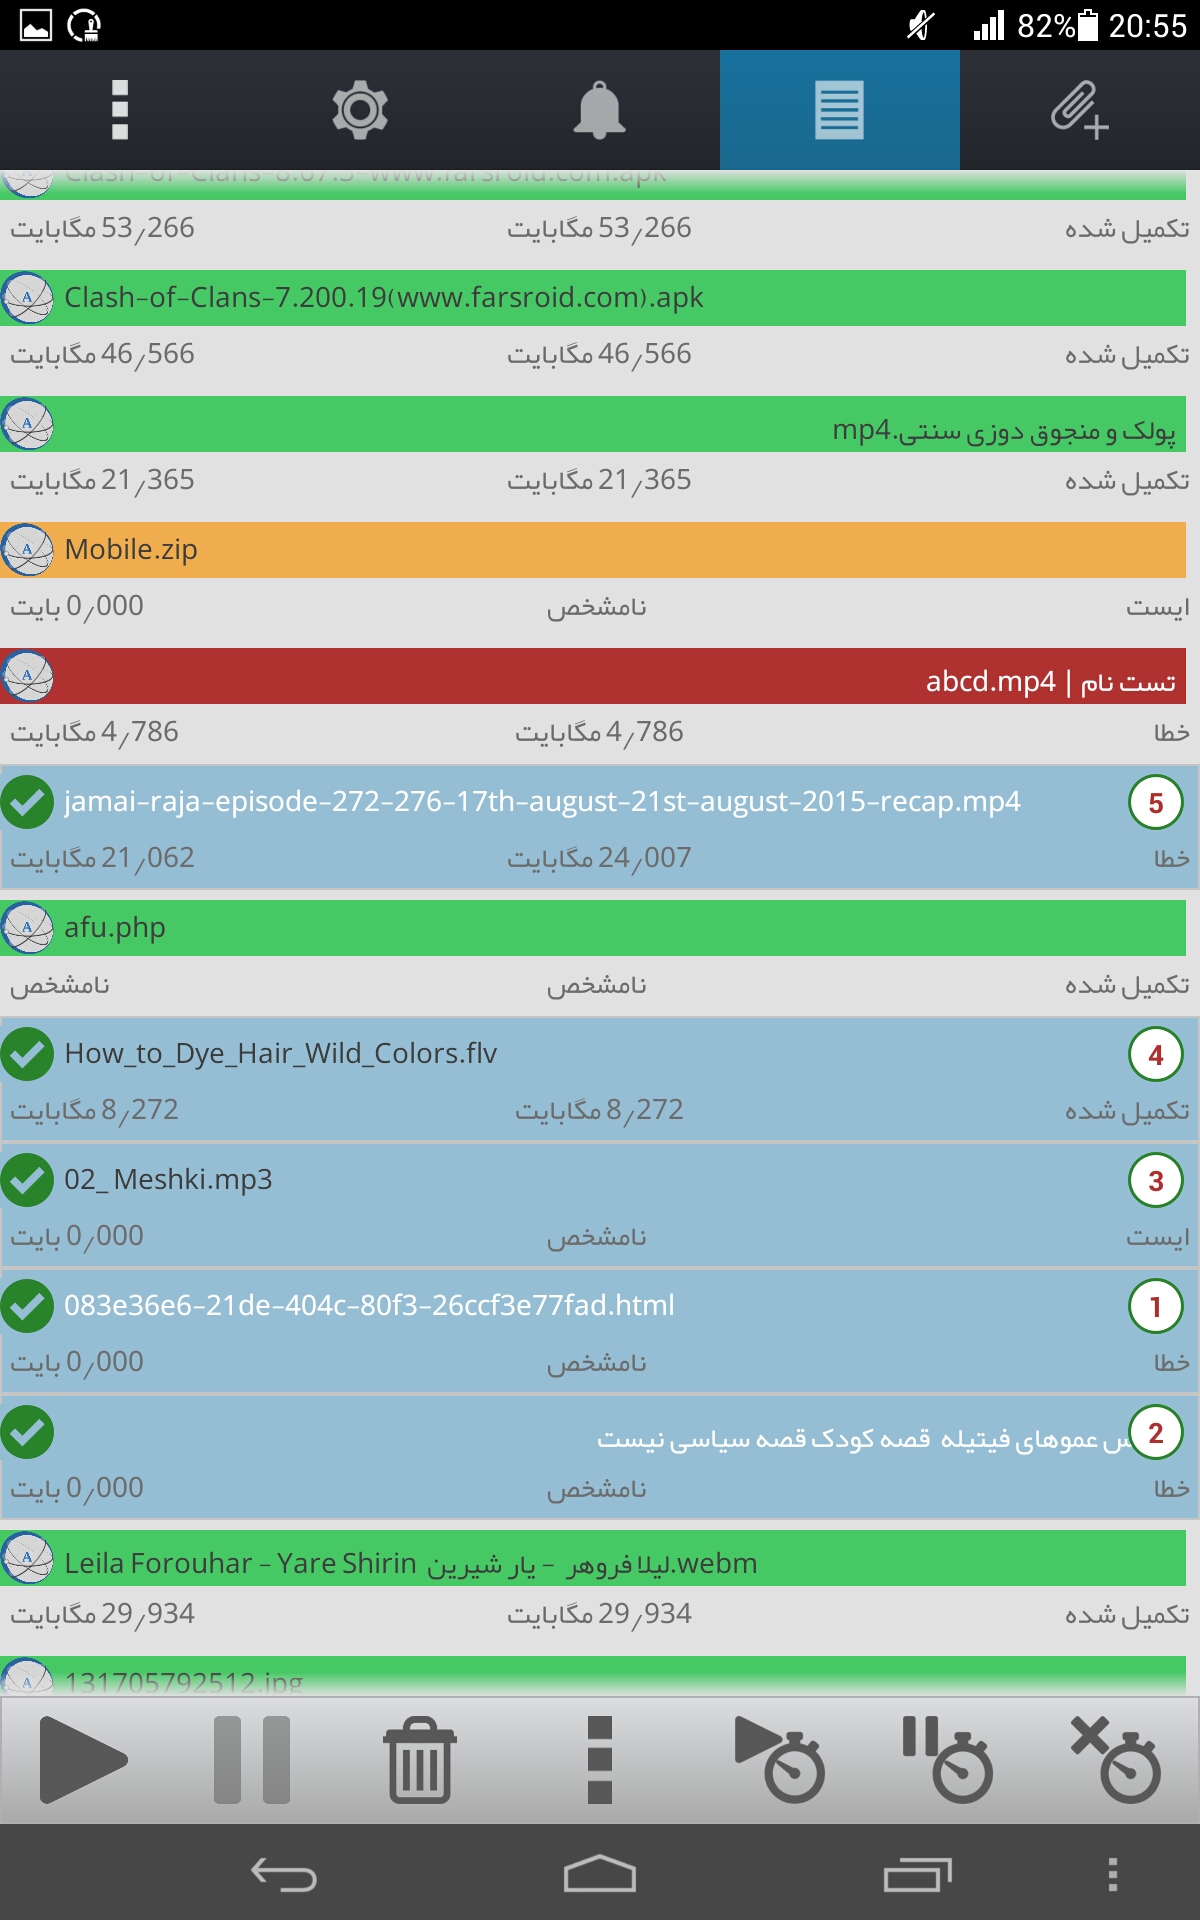 82% 20:55
Clash-of-Clans-8.67.3-www.farsroid.com.apk
53/266 مگابایت 53/266 مگابایت تکمیل شده
Clash-of-Clans-7.200.19(www.farsroid.com).apk
46/566 مگابایت 46/566 مگابایت تکمیل شده
پولک و منجوق دوزی سنتی.mp4
21/365 مگابایت 21/365 مگابایت تکمیل شده
Mobile.zip
0/000 بایت نامشخص ایست
تست نام | abcd.mp4
4/786 مگابایت 4/786 مگابایت خطا
jamai-raja-episode-272-276-17th-august-21st-august-2015-recap.mp4 5
21/062 مگابایت 24/007 مگابایت خطا
afu.php
نامشخص نامشخص تکمیل شده
How_to_Dye_Hair_Wild_Colors.flv 4
8/272 مگابایت 8/272 مگابایت تکمیل شده
02_ Meshki.mp3 3
0/000 بایت نامشخص ایست
083e36e6-21de-404c-80f3-26ccf3e77fad.html 1
0/000 بایت نامشخص خطا
عموهای فیتیله قصه کودک قصه سیاسی نیست 2
0/000 بایت نامشخص خطا
Leila Forouhar - Yare Shirin لیلا فروهر - یار شیرین.webm
29/934 مگابایت 29/934 مگابایت تکمیل شده
131705792512.jpg